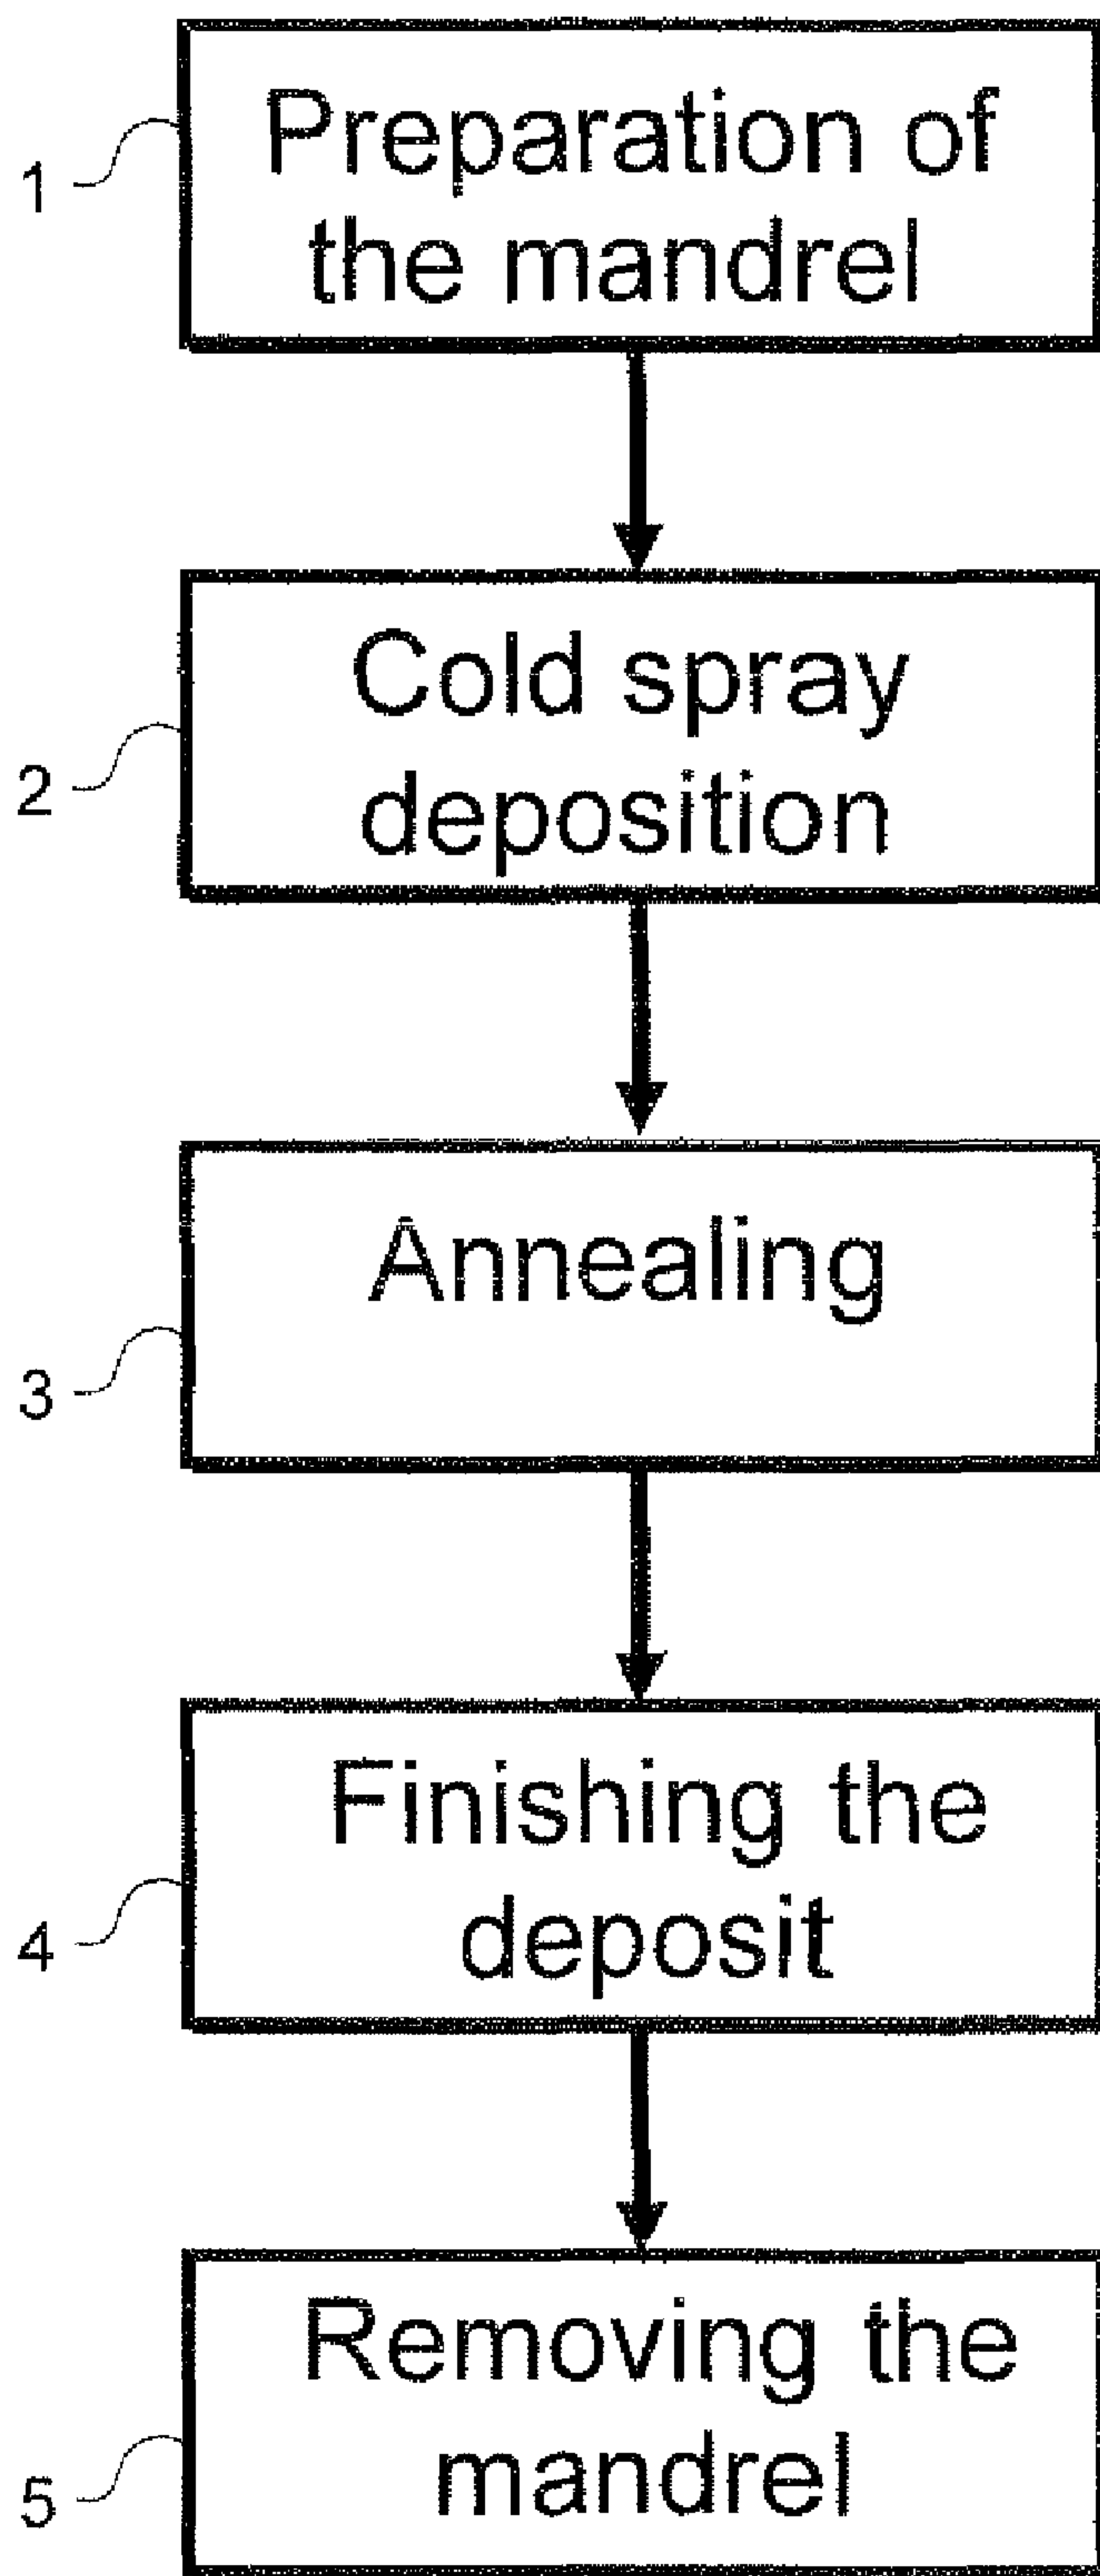 1
Preparation of
the mandrel
2
Cold spray
deposition
3
Annealing
4
Finishing the
deposit
5
Removing the
mandrel